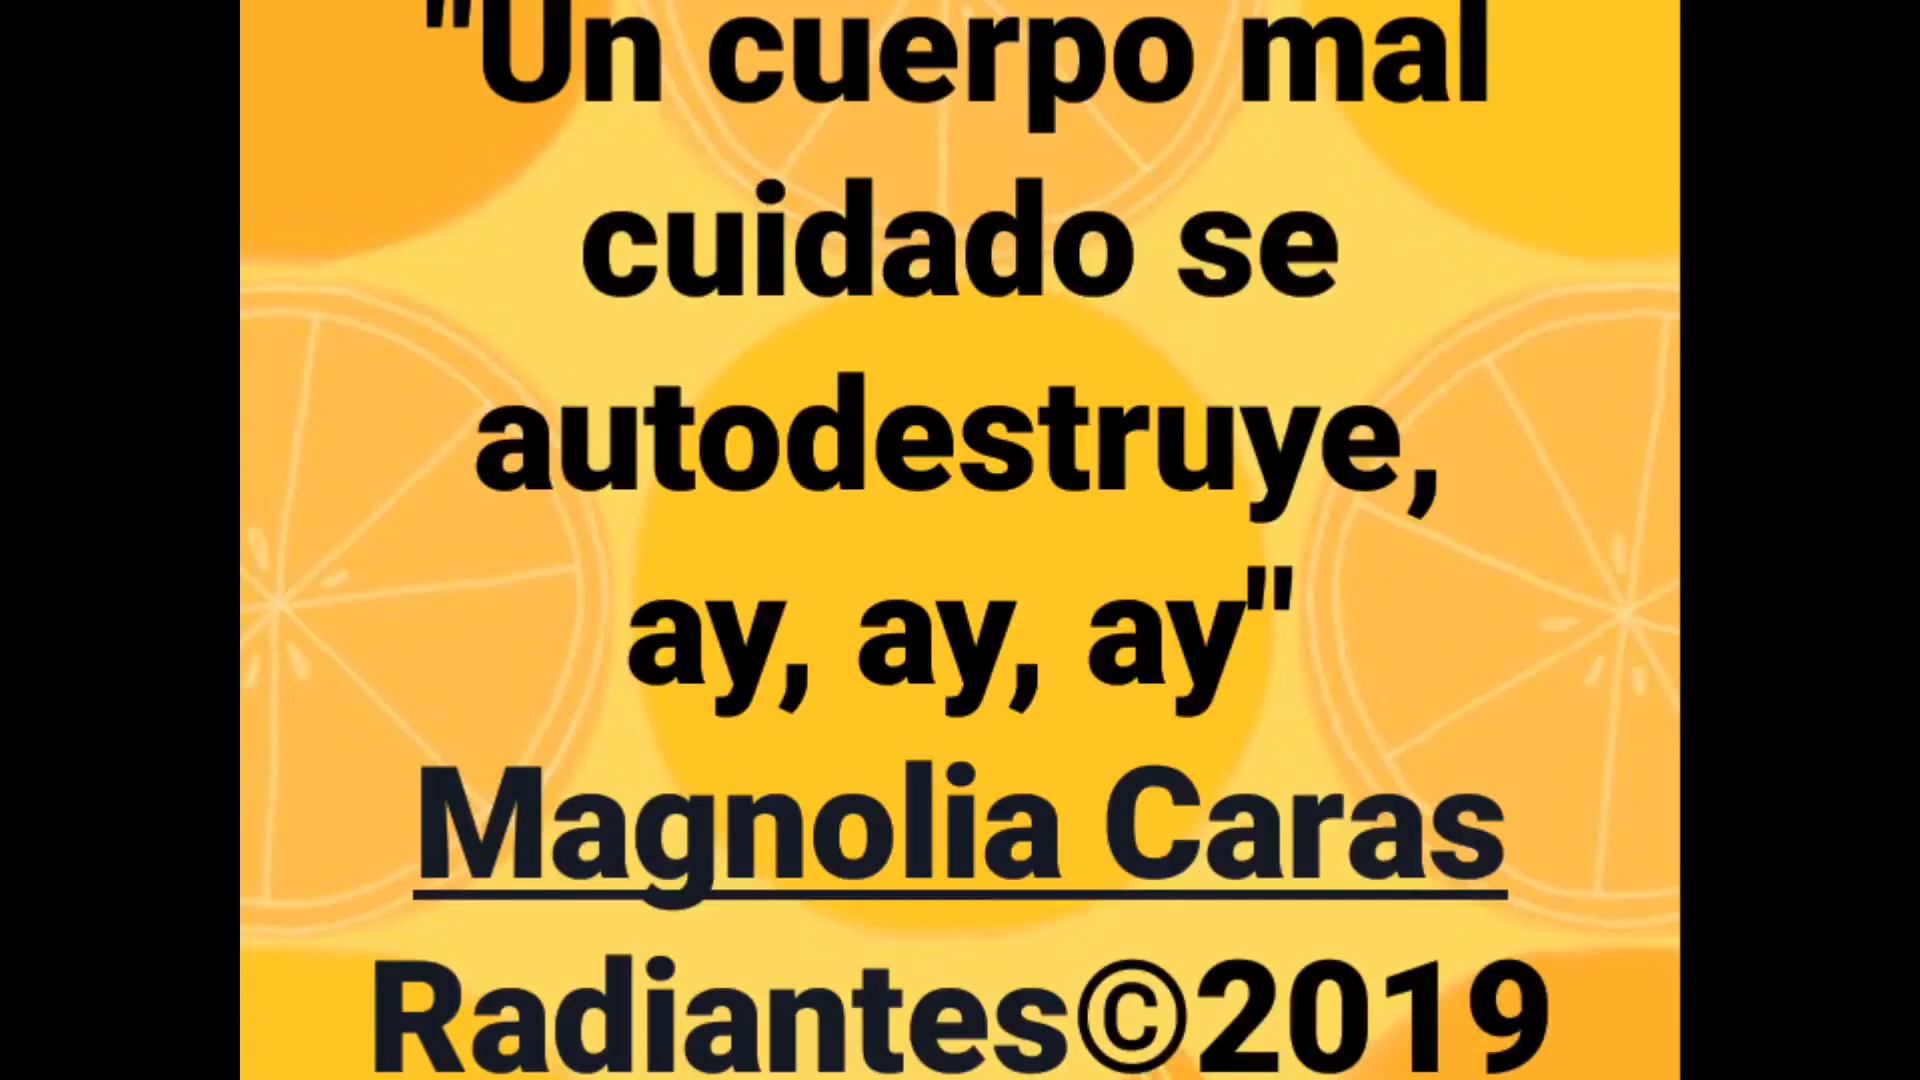 "Un cuerpo mal
cuidado se
autodestruye,
ay, ay, ay"
Magnolia Caras
Radiantes©2019